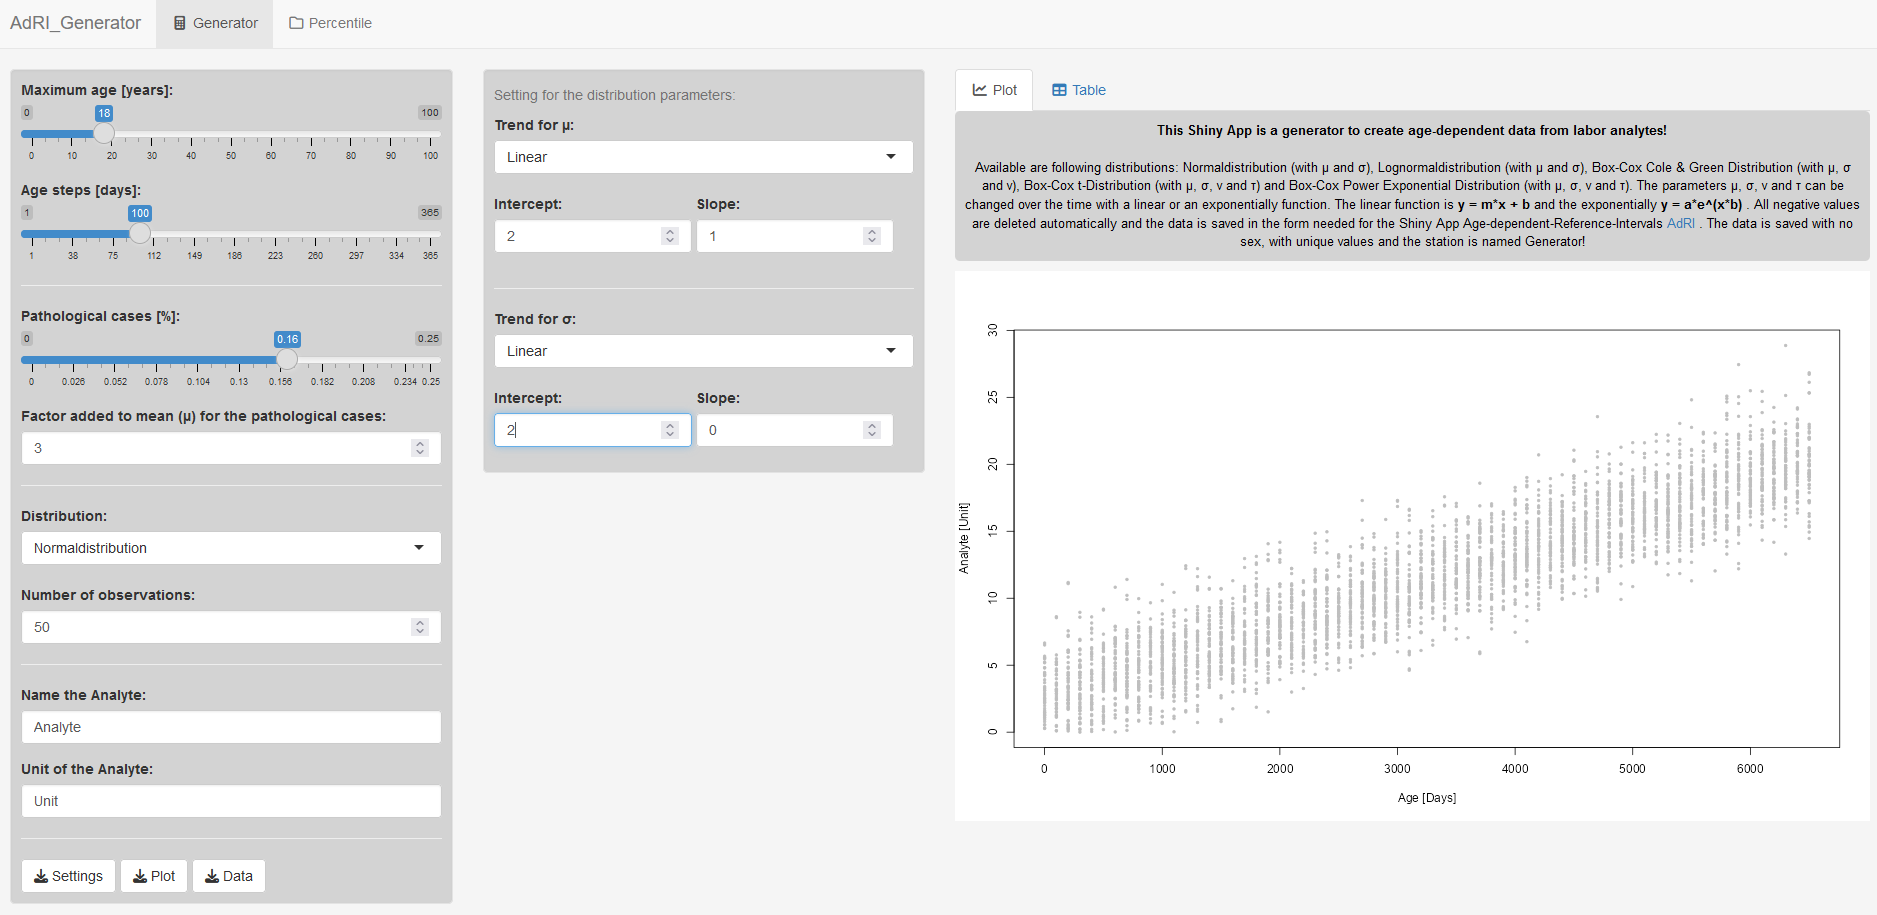 AdRI_Generator
Generator
Percentile
Maximum age [years]:
0 18 100
0 10 20 30 40 50 60 70 80 90 100
Age steps [days]:
1 100 365
1 38 75 112 149 186 223 260 297 334 365
Pathological cases [%]:
0 0.16 0.25
0 0.026 0.052 0.078 0.104 0.13 0.156 0.182 0.208 0.234 0.25
Factor added to mean (μ) for the pathological cases:
3
Distribution:
Normaldistribution
Number of observations:
50
Name the Analyte:
Analyte
Unit of the Analyte:
Unit
Settings
Plot
Data
Setting for the distribution parameters:
Trend for μ:
Linear
Intercept: Slope:
2 1
Trend for σ:
Linear
Intercept: Slope:
2 0
Plot
Table
This Shiny App is a generator to create age-dependent data from labor analytes!
Available are following distributions: Normaldistribution (with μ and σ), Lognormaldistribution (with μ and σ), Box-Cox Cole & Green Distribution (with μ, σ
and ν), Box-Cox t-Distribution (with μ, σ, ν and τ) and Box-Cox Power Exponential Distribution (with μ, σ, ν and τ). The parameters μ, σ, ν and τ can be
changed over the time with a linear or an exponentially function. The linear function is y = m*x + b and the exponentially y = a*e^(x*b) . All negative values
are deleted automatically and the data is saved in the form needed for the Shiny App Age-dependent-Reference-Intervals AdRI . The data is saved with no
sex, with unique values and the station is named Generator!
30
25
20
15
10
5
0
Analyte [Unit]
0 1000 2000 3000 4000 5000 6000
Age [Days]